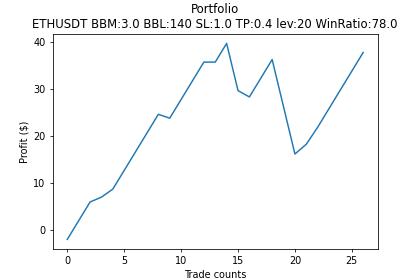 Portfolio
ETHUSDT BBM:3.0 BBL:140 SL:1.0 TP:0.4 lev:20 WinRatio:78.0
40
30
20
10
0
Profit ($)
0 5 10 15 20 25
Trade counts